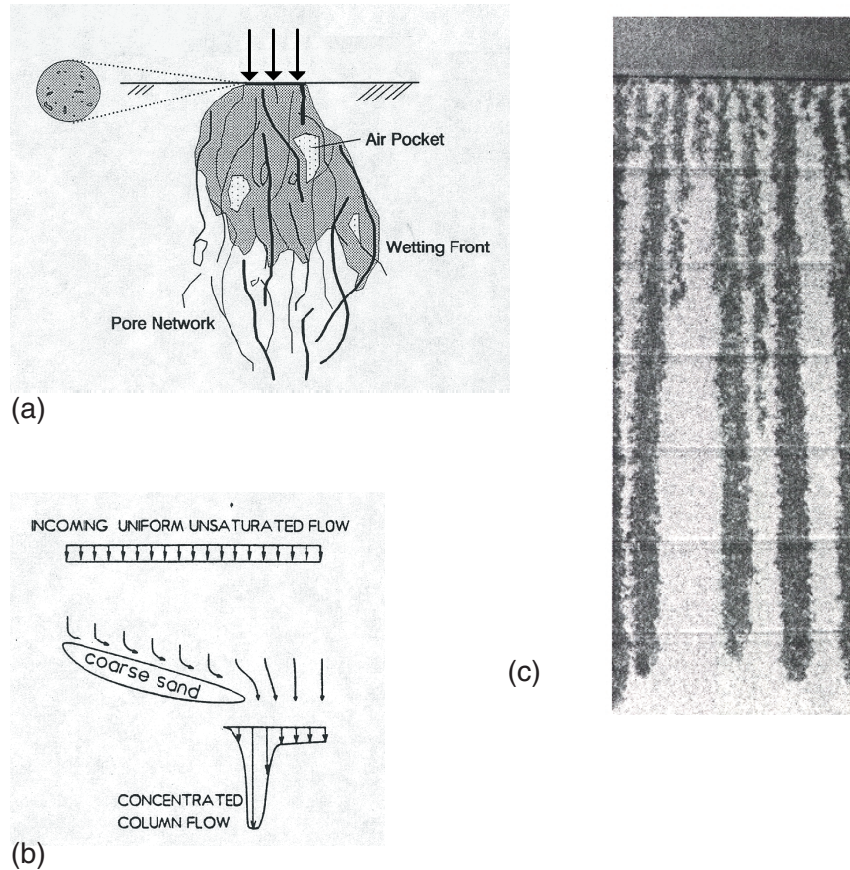 Air Pocket
Wetting Front
Pore Network
(a)
INCOMING UNIFORM UNSATURATED FLOW
coarse sand
CONCENTRATED
COLUMN FLOW
(b)
(c)